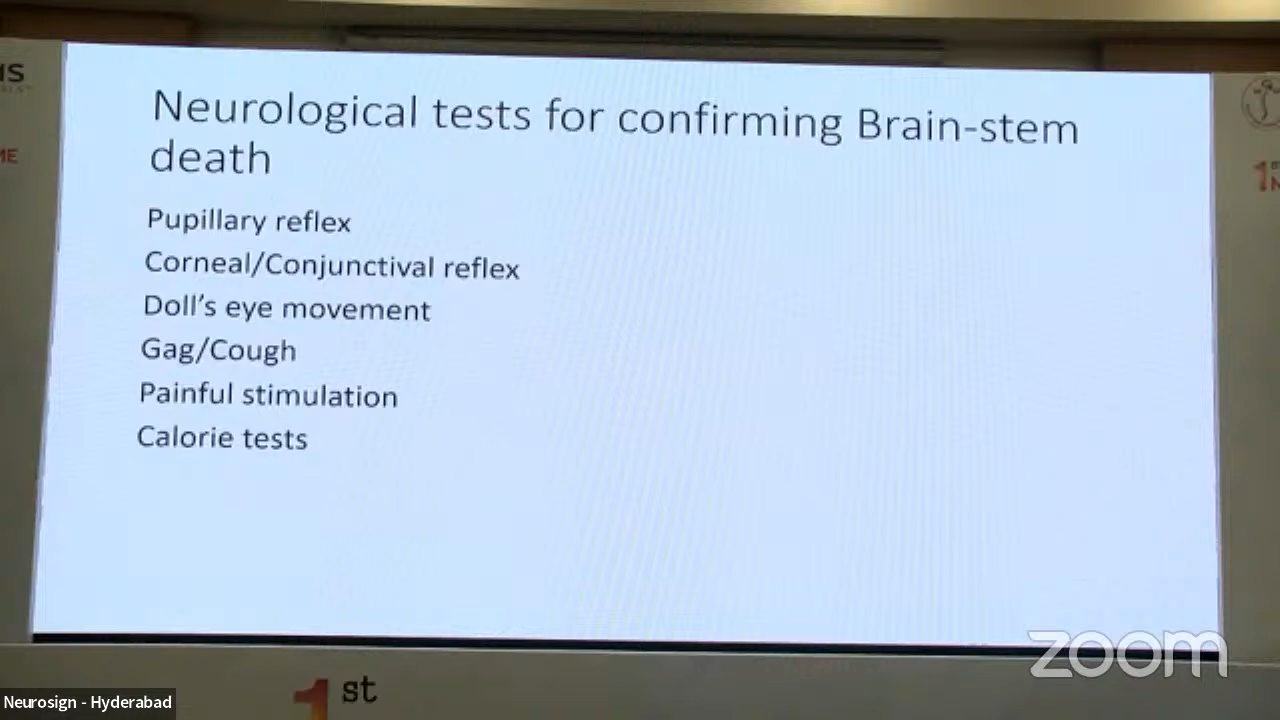 Neurological tests for confirming Brain-stem
death
Pupillary reflex
Corneal/Conjunctival reflex
Doll's eye movement
Gag/Cough
Painful stimulation
Calorie tests
zoom
1st
Neurosign - Hyderabad